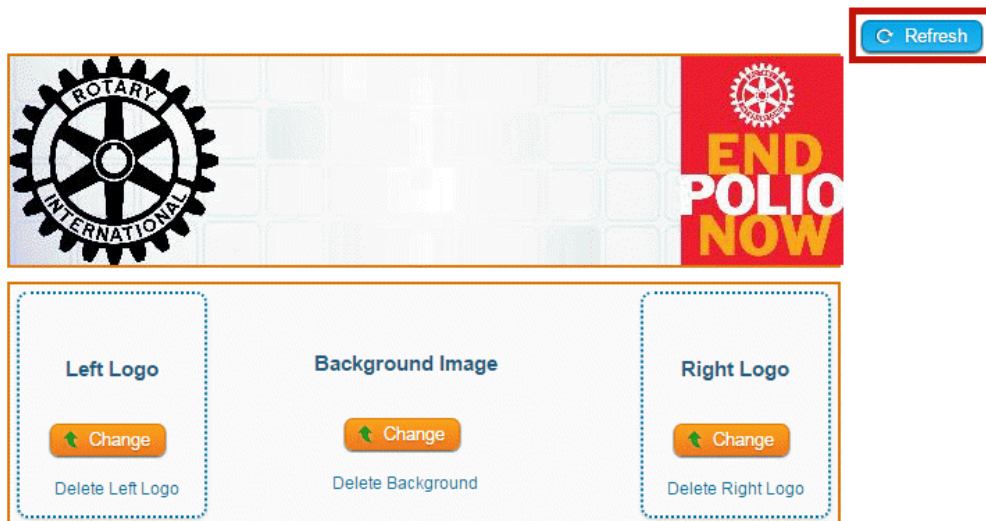 Refresh
ROTARY
INTERNATIONAL
END
POLIO
NOW
Left Logo
Background Image
Right Logo
Change
Change
Change
Delete Left Logo
Delete Background
Delete Right Logo